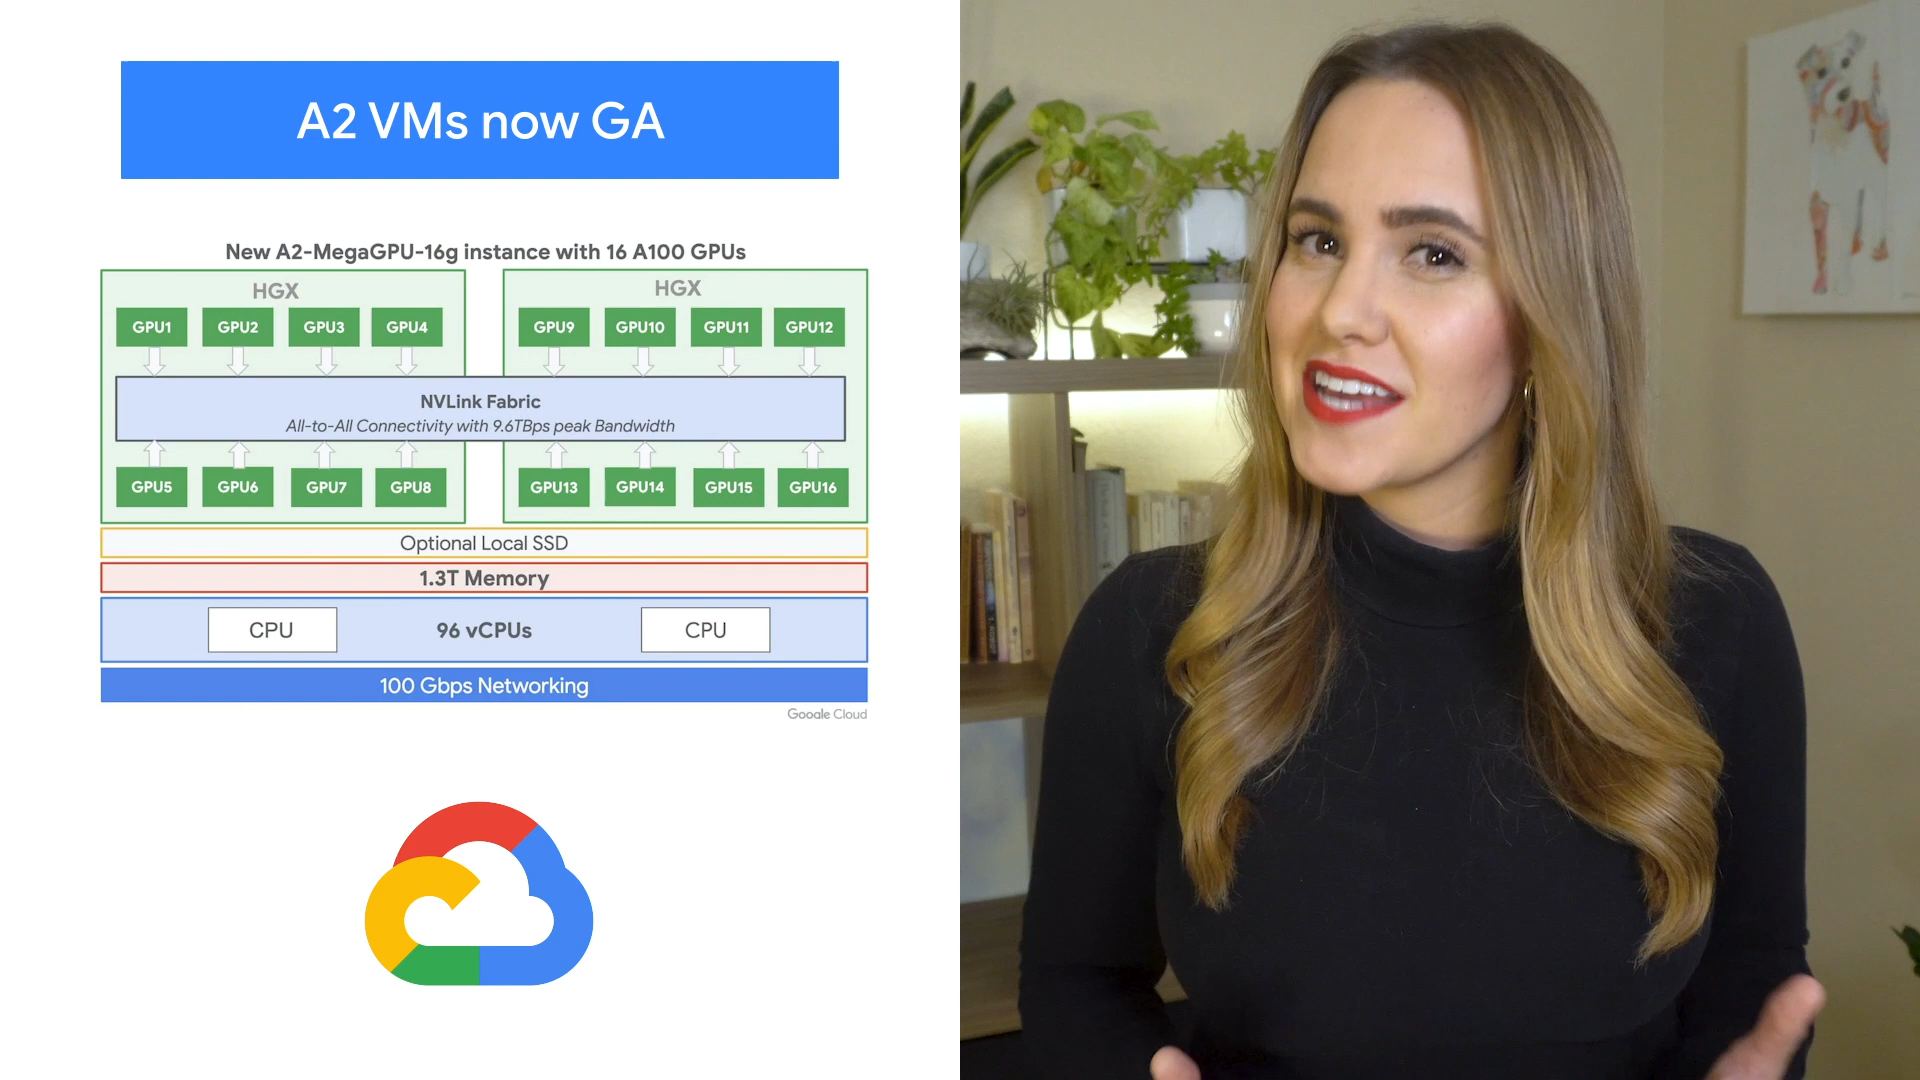 A2 VMs now GA
New A2-MegaGPU-16g instance with 16 A100 GPUs
HGX HGX
GPU1 GPU2 GPU3 GPU4 GPU9 GPU10 GPU11 GPU12
NVLink Fabric
All-to-All Connectivity with 9.6TBps peak Bandwidth
GPU5 GPU6 GPU7 GPU8 GPU13 GPU14 GPU15 GPU16
Optional Local SSD
1.3T Memory
CPU 96 vCPUs CPU
100 Gbps Networking
Google Cloud